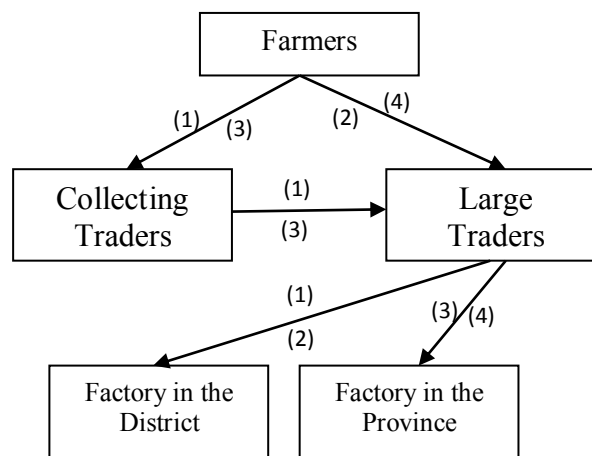 Farmers
(1)
(3)
(2)
(4)
Collecting
Traders
(1)
(3)
Large
Traders
(1)
(2)
(3)
(4)
Factory in the
District
Factory in the
Province